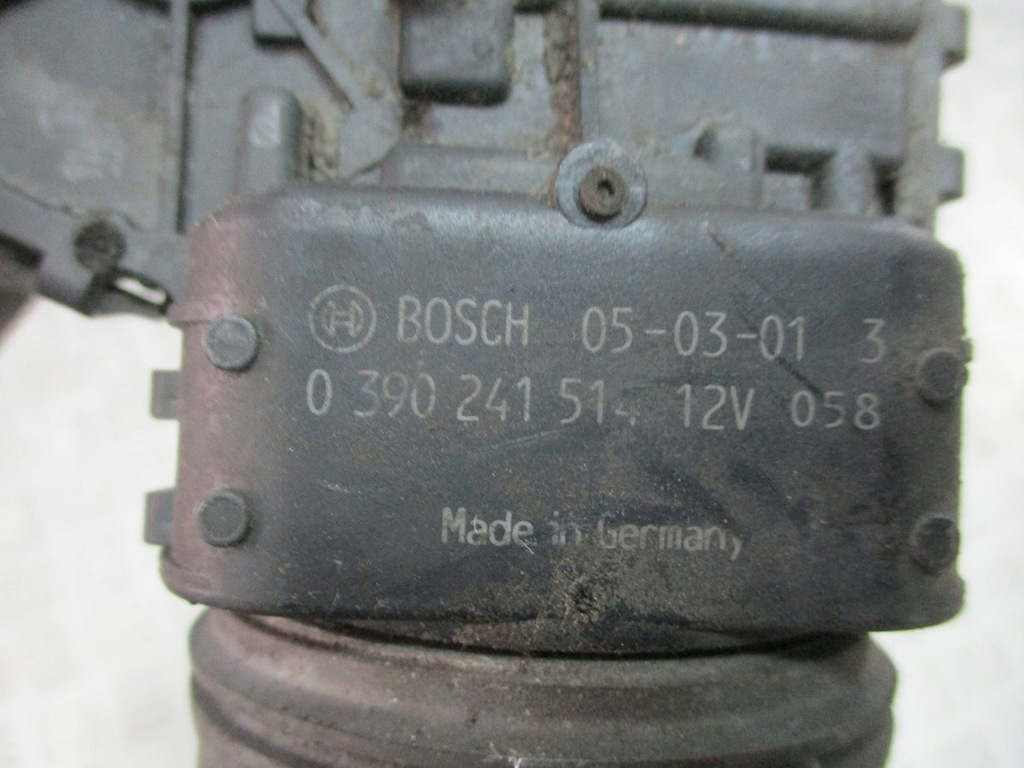 BOSCH 05-03-01 3
0 390 241 514 12V 058
Made in Germany